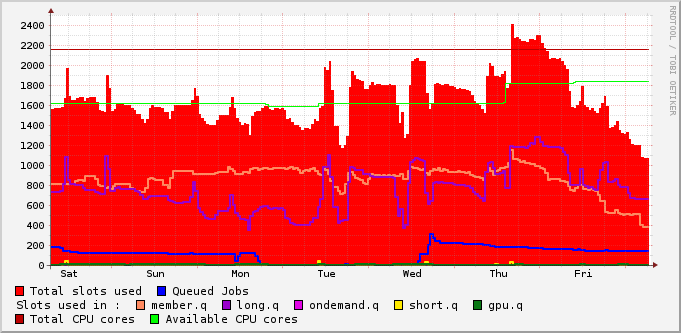 RRDTOOL / TOBI OETIKER
2400
2200
2000
1800
1600
1400
1200
1000
800
600
400
200
0
Sat Sun Mon Tue Wed Thu Fri
Total slots used Queued Jobs
Slots used in : member.q long.q ondemand.q short.q gpu.q
Total CPU cores Available CPU cores